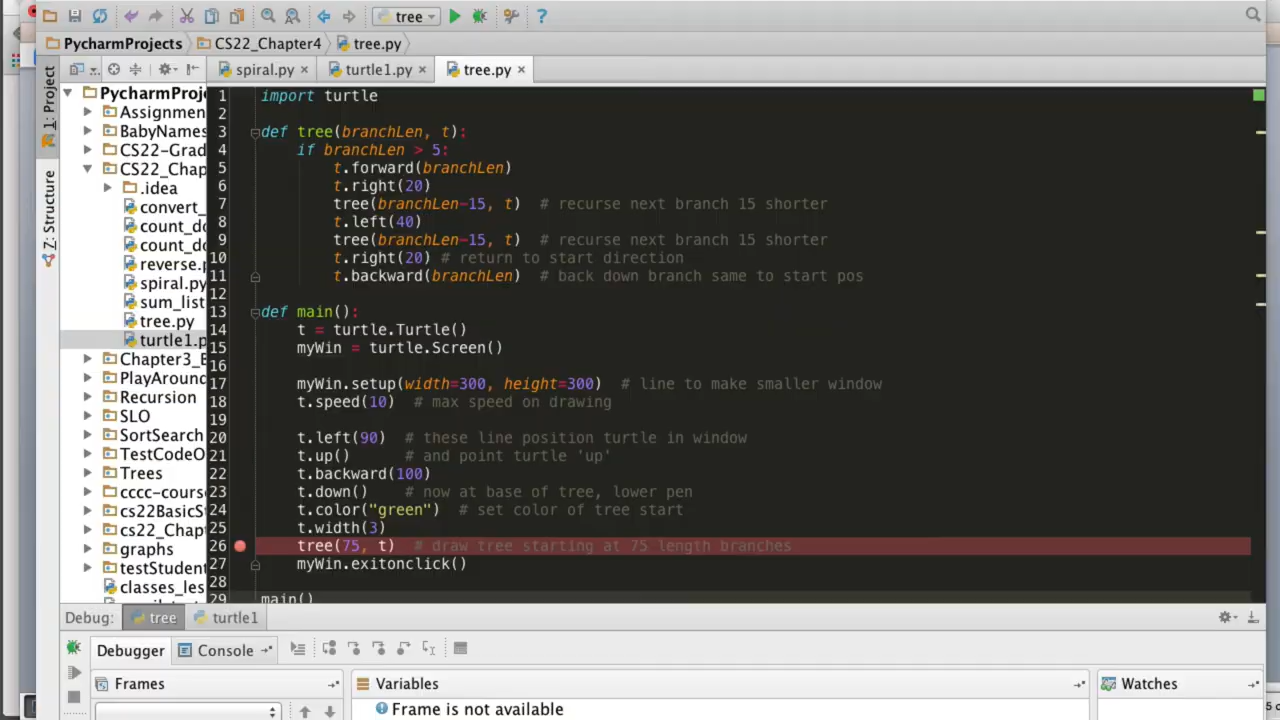 tree
PycharmProjects CS22_Chapter4 tree.py
spiral.py turtle1.py tree.py
1: Project
Z: Structure
PycharmProj
Assignmen
BabyNames
CS22-Grad
CS22_Chap
.idea
convert_
count_do
count_do
reverse.p
spiral.py
sum_list
tree.py
turtle1.p
Chapter3_E
PlayAround
Recursion
SLO
SortSearch
TestCodeO
Trees
cccc-course
cs22BasicS
cs22_Chap
graphs
testStudent
classes_les
1 import turtle
2
3 def tree(branchLen, t):
4 if branchLen > 5:
5 t.forward(branchLen)
6 t.right(20)
7 tree(branchLen-15, t) # recurse next branch 15 shorter
8 t.left(40)
9 tree(branchLen-15, t) # recurse next branch 15 shorter
10 t.right(20) # return to start direction
11 t.backward(branchLen) # back down branch same to start pos
12
13 def main():
14 t = turtle.Turtle()
15 myWin = turtle.Screen()
16
17 myWin.setup(width=300, height=300) # line to make smaller window
18 t.speed(10) # max speed on drawing
19
20 t.left(90) # these line position turtle in window
21 t.up() # and point turtle 'up'
22 t.backward(100)
23 t.down() # now at base of tree, lower pen
24 t.color("green") # set color of tree start
25 t.width(3)
26 tree(75, t) # draw tree starting at 75 length branches
27 myWin.exitonclick()
28
29 main()
Debug: tree turtle1
Debugger Console
Frames Variables Watches
Frame is not available